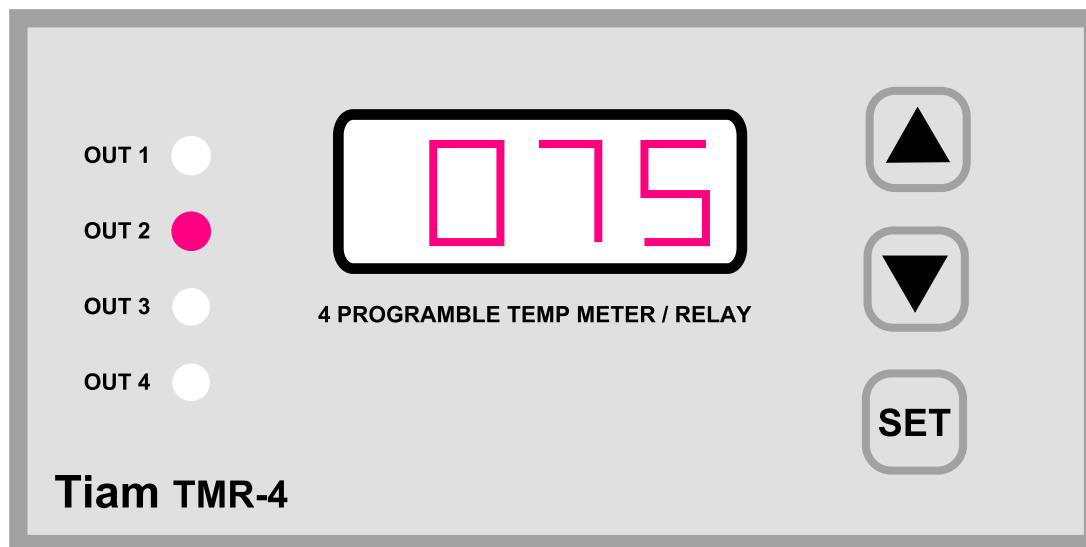 OUT 1
OUT 2
OUT 3
OUT 4
075
4 PROGRAMBLE TEMP METER / RELAY
SET
Tiam TMR-4